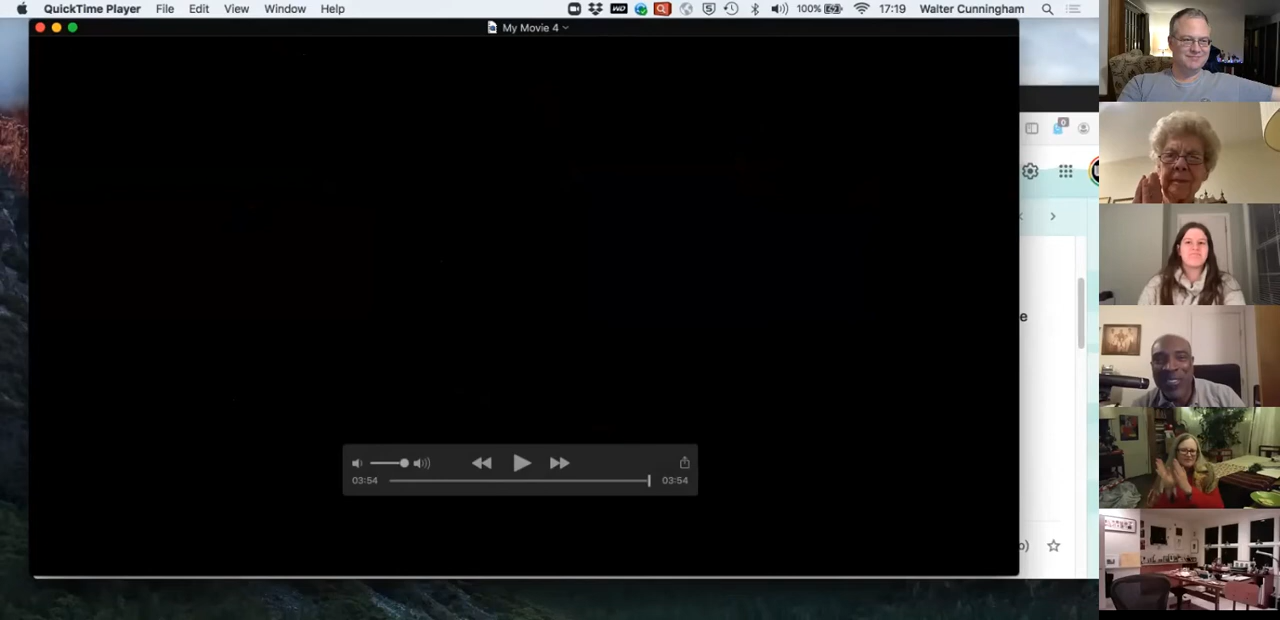 QuickTime Player File Edit View Window Help 100% 17:19 Walter Cunningham
My Movie 4
0
e
03:54 03:54